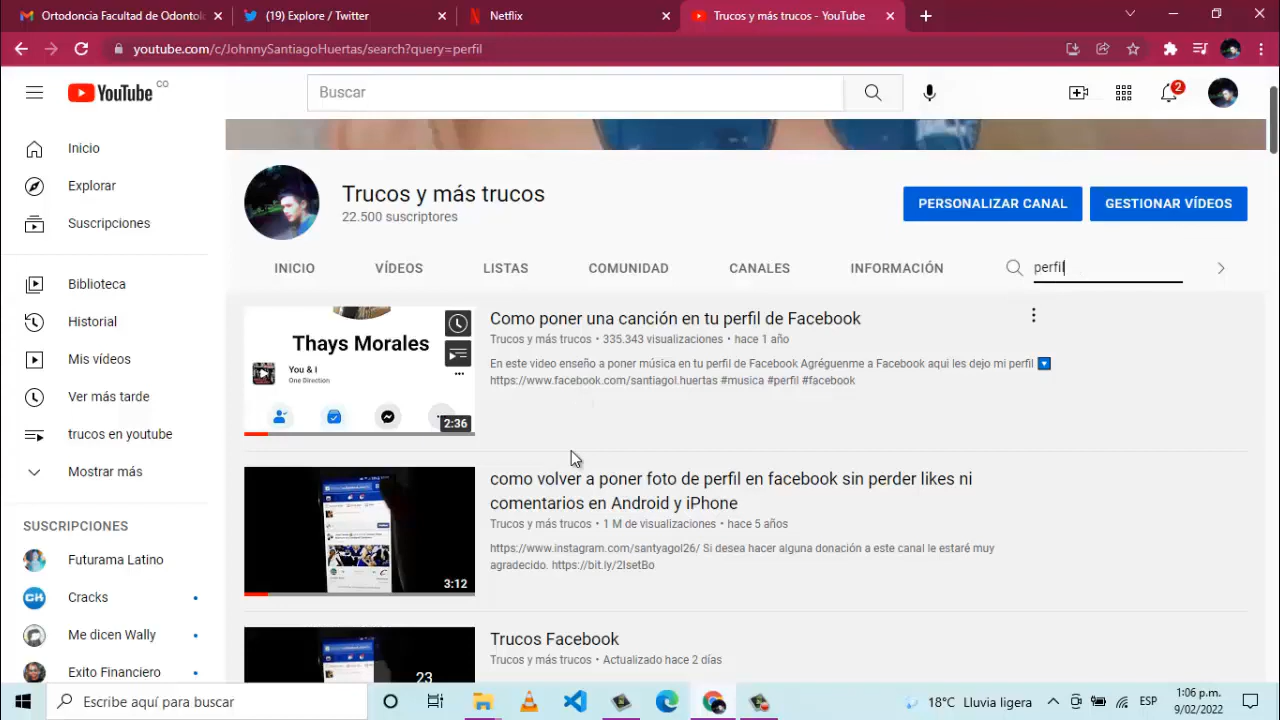 Ortodoncia Facultad de Odontolo
(19) Explore / Twitter
Netflix
Trucos y más trucos - YouTube
youtube.com/c/JohnnySantiagoHuertas/search?query=perfil
YouTube CO
Buscar
2
Inicio
Explorar
Suscripciones
Biblioteca
Historial
Mis vídeos
Ver más tarde
trucos en youtube
Mostrar más
SUSCRIPCIONES
Futurama Latino
Cracks
Me dicen Wally
Exito Financiero
Trucos y más trucos
22.500 suscriptores
PERSONALIZAR CANAL
GESTIONAR VÍDEOS
INICIO
VÍDEOS
LISTAS
COMUNIDAD
CANALES
INFORMACIÓN
perfil
Thays Morales
You & I
One Direction
2:36
Como poner una canción en tu perfil de Facebook
Trucos y más trucos • 335.343 visualizaciones • hace 1 año
En este video enseño a poner música en tu perfil de Facebook Agréguenme a Facebook aqui les dejo mi perfil
https://www.facebook.com/santiagol.huertas #musica #perfil #facebook
3:12
como volver a poner foto de perfil en facebook sin perder likes ni
comentarios en Android y iPhone
Trucos y más trucos • 1 M de visualizaciones • hace 5 años
https://www.instagram.com/santyagol26/ Si desea hacer alguna donación a este canal le estaré muy
agradecido. https://bit.ly/2IsetBo
23
Trucos Facebook
Trucos y más trucos • Actualizado hace 2 días
Escribe aquí para buscar
18°C Lluvia ligera
ESP
1:06 p.m.
9/02/2022